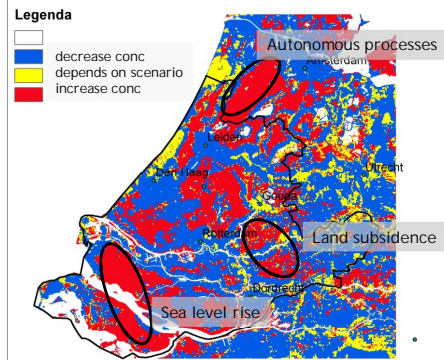 Legenda
decrease conc
depends on scenario
increase conc
Autonomous processes
Amsterdam
Leiden
Utrecht
Den Haag
Gouda
Rotterdam
Land subsidence
Dordrecht
Sea level rise